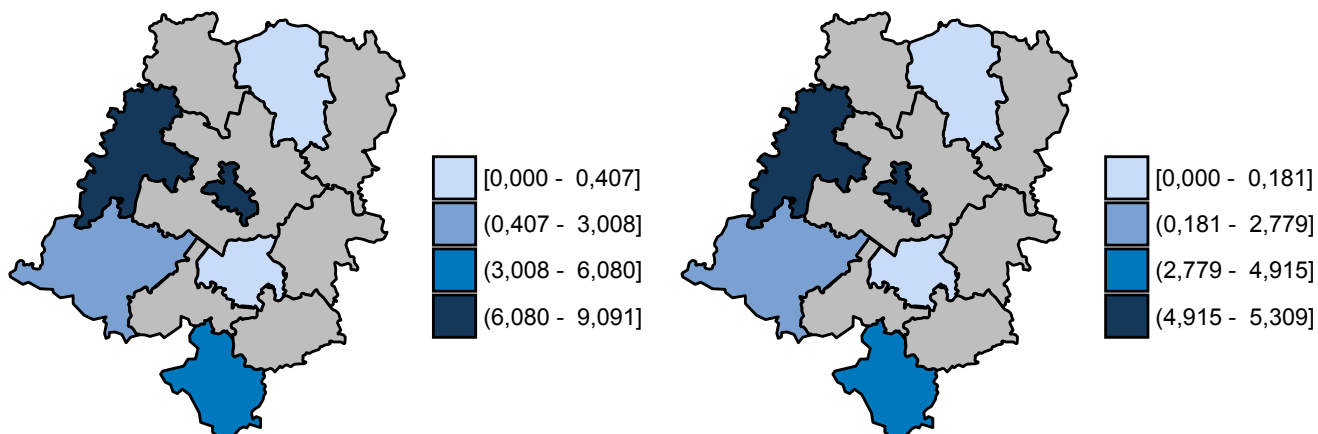 [0,000 - 0,407]
(0,407 - 3,008]
(3,008 - 6,080]
(6,080 - 9,091]
[0,000 - 0,181]
(0,181 - 2,779]
(2,779 - 4,915]
(4,915 - 5,309]